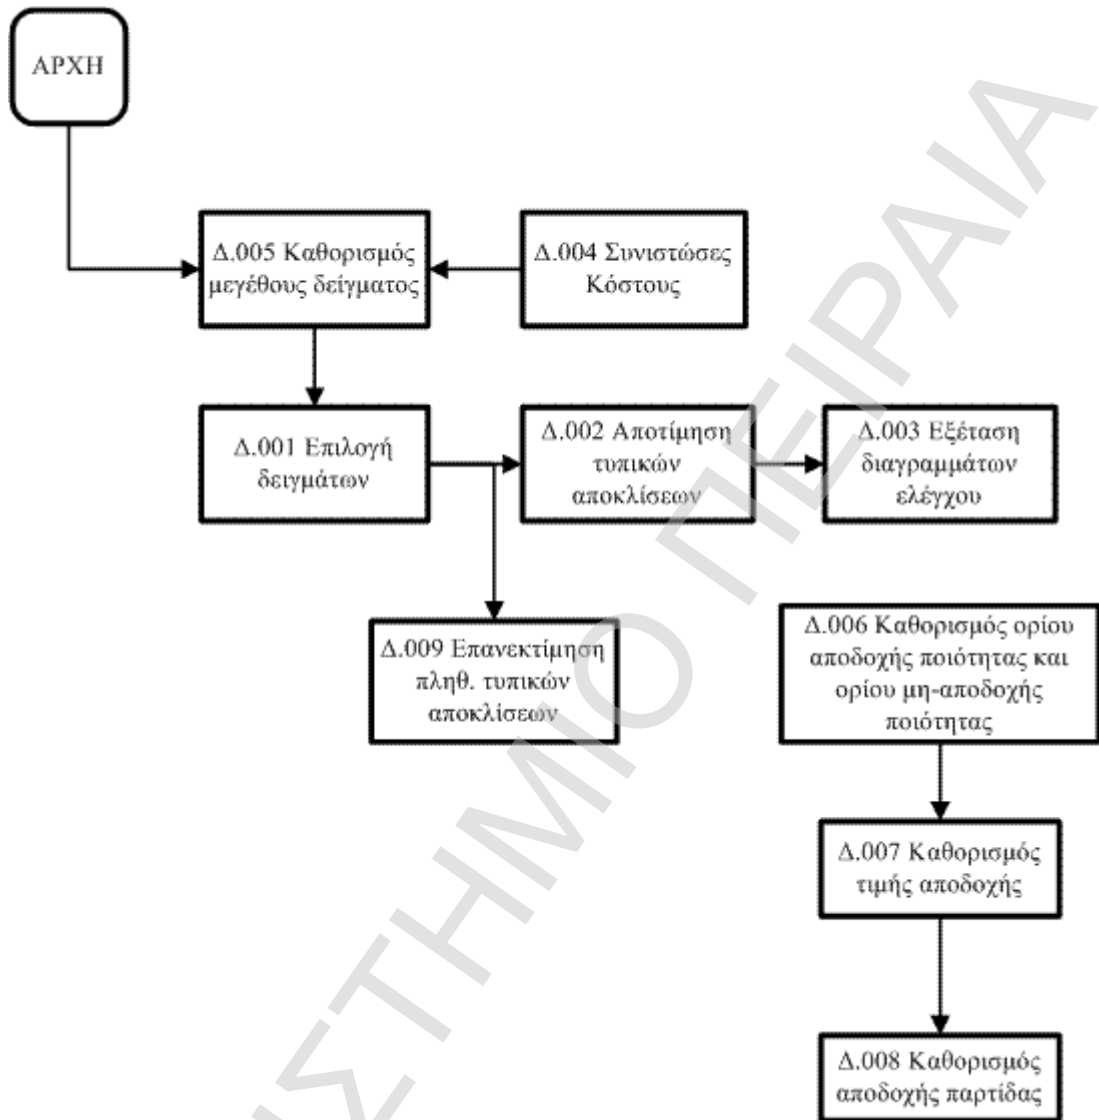 ΑΡΧΗ
Δ.005 Καθορισμός
μεγέθους δείγματος
Δ.004 Συνιστώσες
Κόστους
Δ.001 Επιλογή
δειγμάτων
Δ.002 Αποτίμηση
τυπικών
αποκλίσεων
Δ.003 Εξέταση
διαγραμμάτων
ελέγχου
Δ.009 Επανεκτίμηση
πληθ. τυπικών
αποκλίσεων
Δ.006 Καθορισμός ορίου
αποδοχής ποιότητας και
ορίου μη-αποδοχής
ποιότητας
Δ.007 Καθορισμός
τιμής αποδοχής
Δ.008 Καθορισμός
αποδοχής παρτίδας
ΙΣΤΗΜΙΟ ΠΕΙΡΑΙΑ